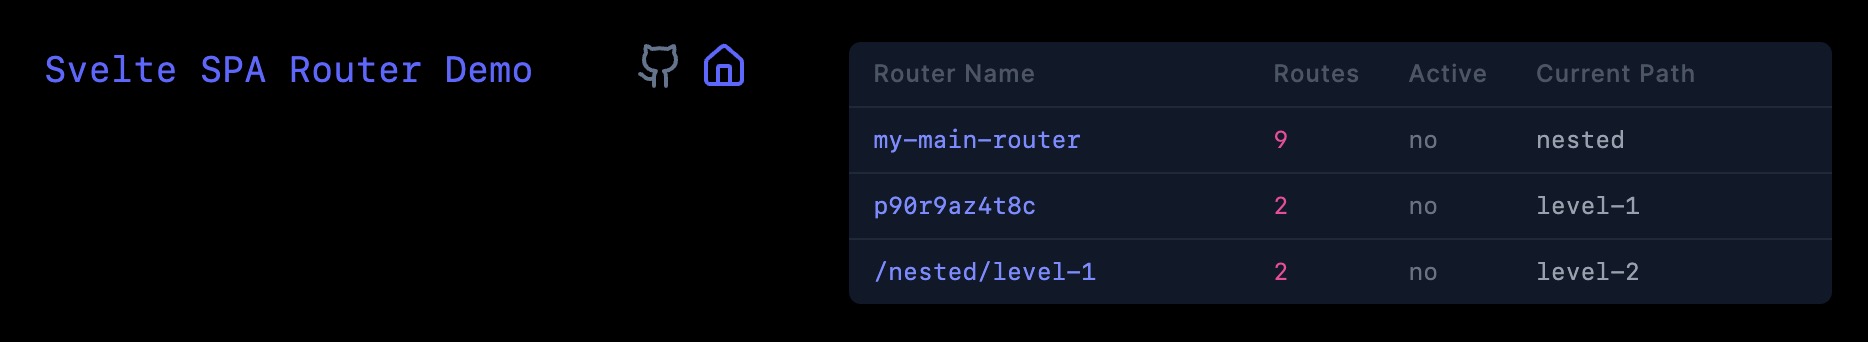 Svelte SPA Router Demo
Router Name Routes Active Current Path
my-main-router 9 no nested
p90r9az4t8c 2 no level-1
/nested/level-1 2 no level-2